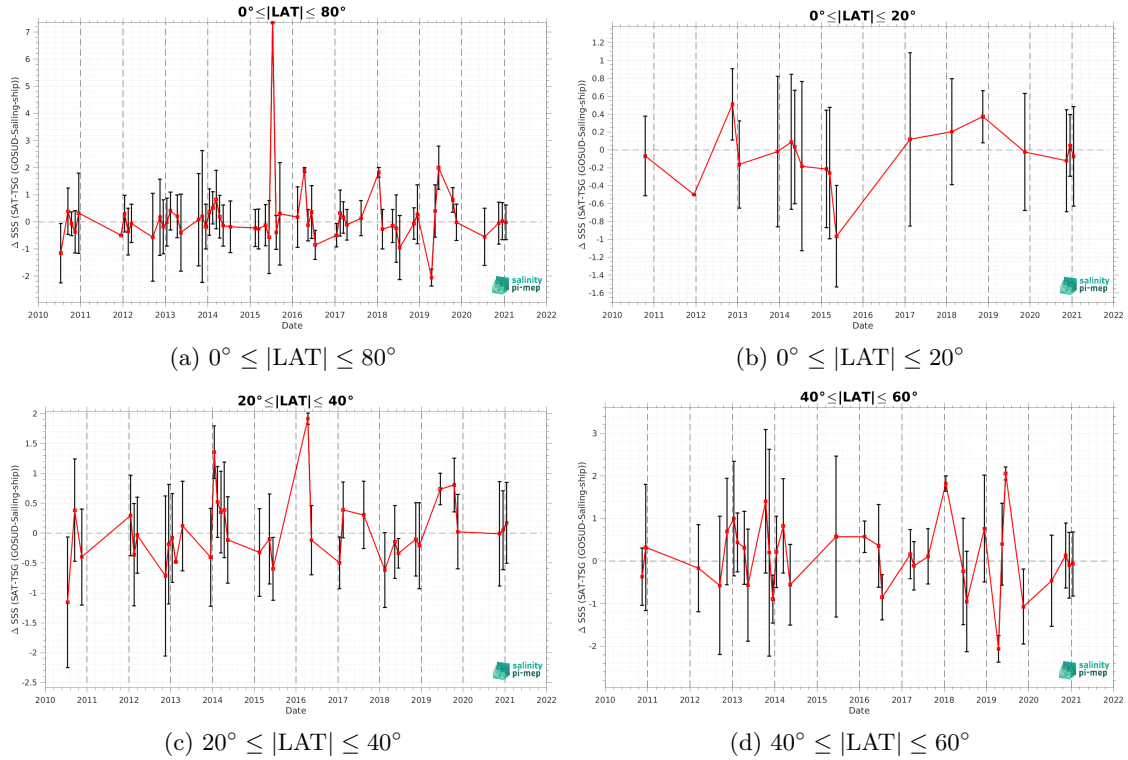 0°≤|LAT|≤ 80°
Δ SSS (SAT-TSG (GOSUD-Sailing-ship))
7
6
5
4
3
2
1
0
-1
-2
2010 2011 2012 2013 2014 2015 2016 2017 2018 2019 2020 2021 2022
Date
salinity
pi-mep
(a) 0° ≤ |LAT| ≤ 80°
0°≤|LAT|≤ 20°
Δ SSS (SAT-TSG (GOSUD-Sailing-ship))
1.2
1
0.8
0.6
0.4
0.2
0
-0.2
-0.4
-0.6
-0.8
-1
-1.2
-1.4
-1.6
2010 2011 2012 2013 2014 2015 2016 2017 2018 2019 2020 2021 2022
Date
salinity
pi-mep
(b) 0° ≤ |LAT| ≤ 20°
20°≤|LAT|≤ 40°
Δ SSS (SAT-TSG (GOSUD-Sailing-ship))
2
1.5
1
0.5
0
-0.5
-1
-1.5
-2
-2.5
2010 2011 2012 2013 2014 2015 2016 2017 2018 2019 2020 2021 2022
Date
salinity
pi-mep
(c) 20° ≤ |LAT| ≤ 40°
40°≤|LAT|≤ 60°
Δ SSS (SAT-TSG (GOSUD-Sailing-ship))
3
2
1
0
-1
-2
2010 2011 2012 2013 2014 2015 2016 2017 2018 2019 2020 2021 2022
Date
salinity
pi-mep
(d) 40° ≤ |LAT| ≤ 60°